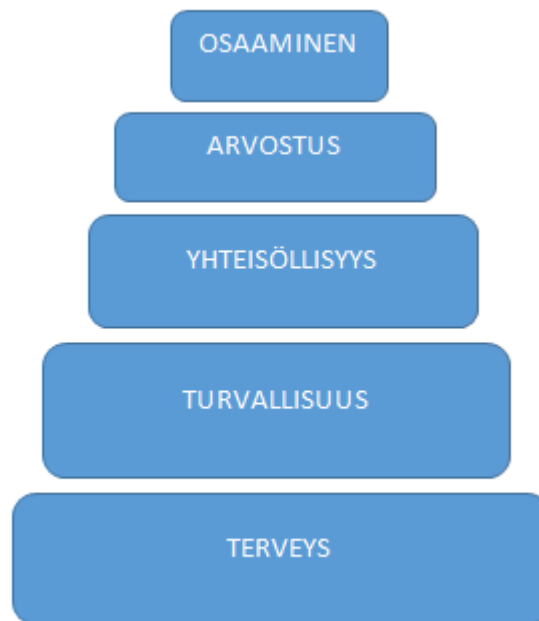 OSAAMINEN
ARVOSTUS
YHTEISÖLLISYYS
TURVALLISUUS
TERVEYS